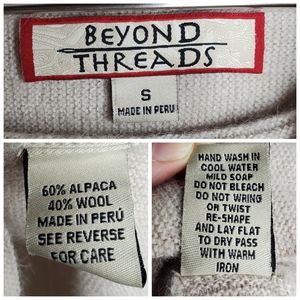 BEYOND
THREADS
S
MADE IN PERU
60% ALPACA
40% WOOL
MADE IN PERÚ
SEE REVERSE
FOR CARE
HAND WASH IN
COOL WATER
MILD SOAP
DO NOT BLEACH
DO NOT WRING
OR TWIST
RE-SHAPE
AND LAY FLAT
TO DRY PASS
WITH WARM
IRON